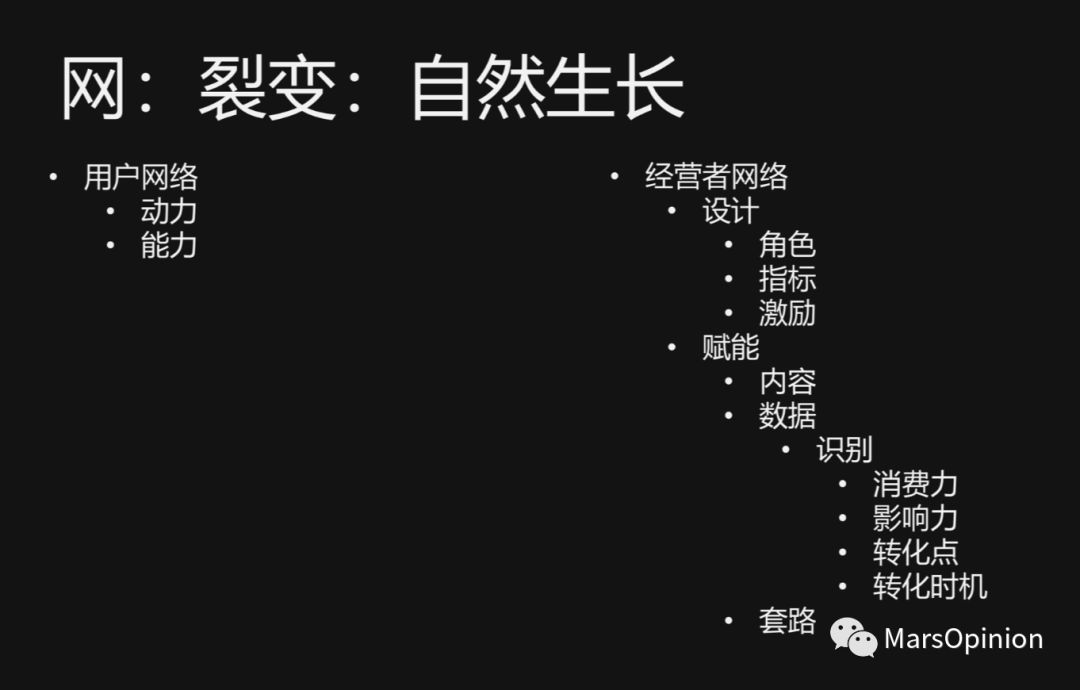 网：裂变：自然生长
• 用户网络
• 动力
• 能力
• 经营者网络
• 设计
• 角色
• 指标
• 激励
• 赋能
• 内容
• 数据
• 识别
• 消费力
• 影响力
• 转化点
• 转化时机
• 套路
MarsOpinion